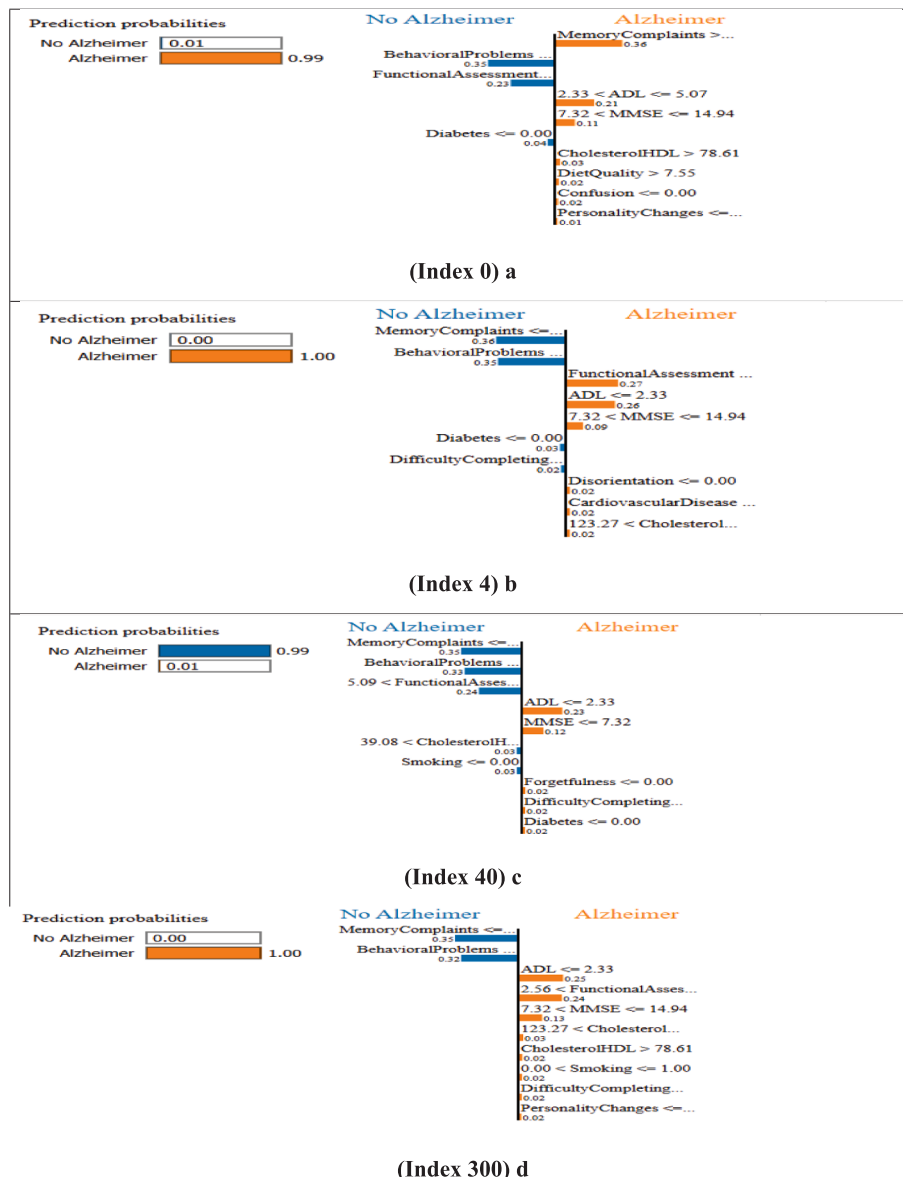 Prediction probabilities
No Alzheimer 0.01
Alzheimer 0.99
No Alzheimer Alzheimer
MemoryComplaints >...
0.36
BehavioralProblems ...
0.35
FunctionalAssessment...
0.23
2.33 < ADL <= 5.07
0.21
7.32 < MMSE <= 14.94
0.11
Diabetes <= 0.00
0.04
CholesterolHDL > 78.61
0.03
DietQuality > 7.55
0.02
Confusion <= 0.00
0.02
PersonalityChanges <=...
0.01
(Index 0) a
Prediction probabilities
No Alzheimer 0.00
Alzheimer 1.00
No Alzheimer Alzheimer
MemoryComplaints <=...
0.36
BehavioralProblems ...
0.35
FunctionalAssessment ...
0.27
ADL <= 2.33
0.26
7.32 < MMSE <= 14.94
0.09
Diabetes <= 0.00
0.03
DifficultyCompleting...
0.02
Disorientation <= 0.00
0.02
CardiovascularDisease ...
0.02
123.27 < Cholesterol...
0.02
(Index 4) b
Prediction probabilities
No Alzheimer 0.99
Alzheimer 0.01
No Alzheimer Alzheimer
MemoryComplaints <=...
0.35
BehavioralProblems ...
0.33
5.09 < FunctionalAsses...
0.24
ADL <= 2.33
0.23
MMSE <= 7.32
0.12
39.08 < CholesterolH...
0.03
Smoking <= 0.00
0.03
Forgetfulness <= 0.00
0.02
DifficultyCompleting...
0.02
Diabetes <= 0.00
0.02
(Index 40) c
Prediction probabilities
No Alzheimer 0.00
Alzheimer 1.00
No Alzheimer Alzheimer
MemoryComplaints <=...
0.35
BehavioralProblems ...
0.32
ADL <= 2.33
0.25
2.56 < FunctionalAsses...
0.24
7.32 < MMSE <= 14.94
0.13
123.27 < Cholesterol...
0.03
CholesterolHDL > 78.61
0.02
0.00 < Smoking <= 1.00
0.02
DifficultyCompleting...
0.02
PersonalityChanges <=...
0.02
(Index 300) d